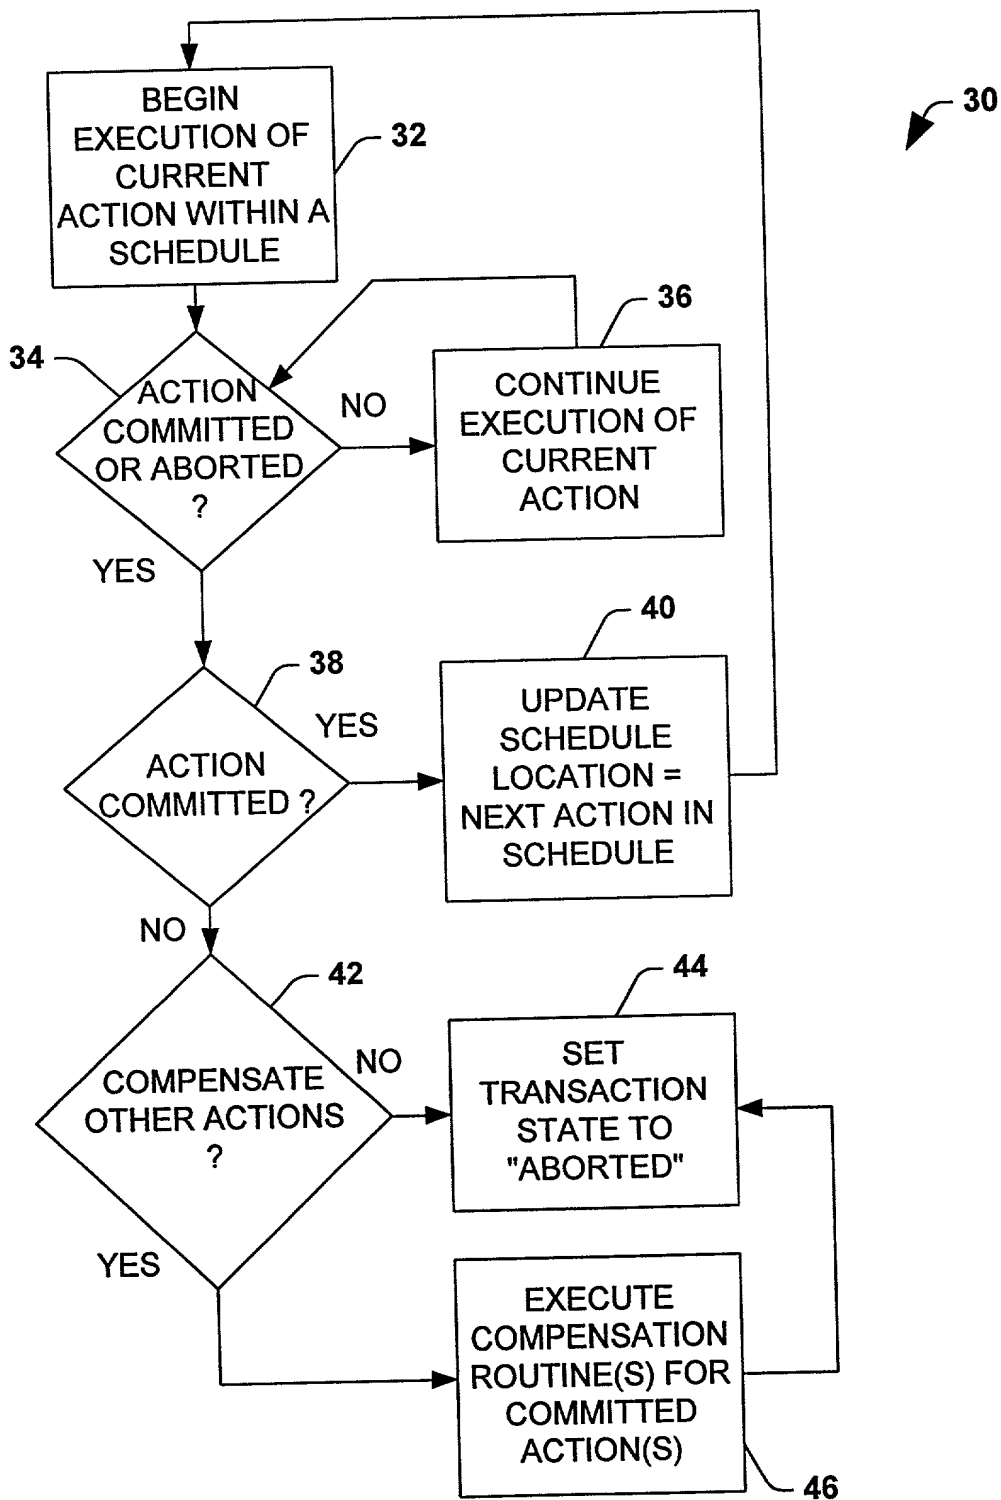 30
BEGIN
EXECUTION OF
CURRENT
ACTION WITHIN A
SCHEDULE
32
34
ACTION
COMMITTED
OR ABORTED
?
NO
YES
36
CONTINUE
EXECUTION OF
CURRENT
ACTION
38
ACTION
COMMITTED ?
YES
NO
40
UPDATE
SCHEDULE
LOCATION =
NEXT ACTION IN
SCHEDULE
42
COMPENSATE
OTHER ACTIONS
?
NO
YES
44
SET
TRANSACTION
STATE TO
"ABORTED"
EXECUTE
COMPENSATION
ROUTINE(S) FOR
COMMITTED
ACTION(S)
46